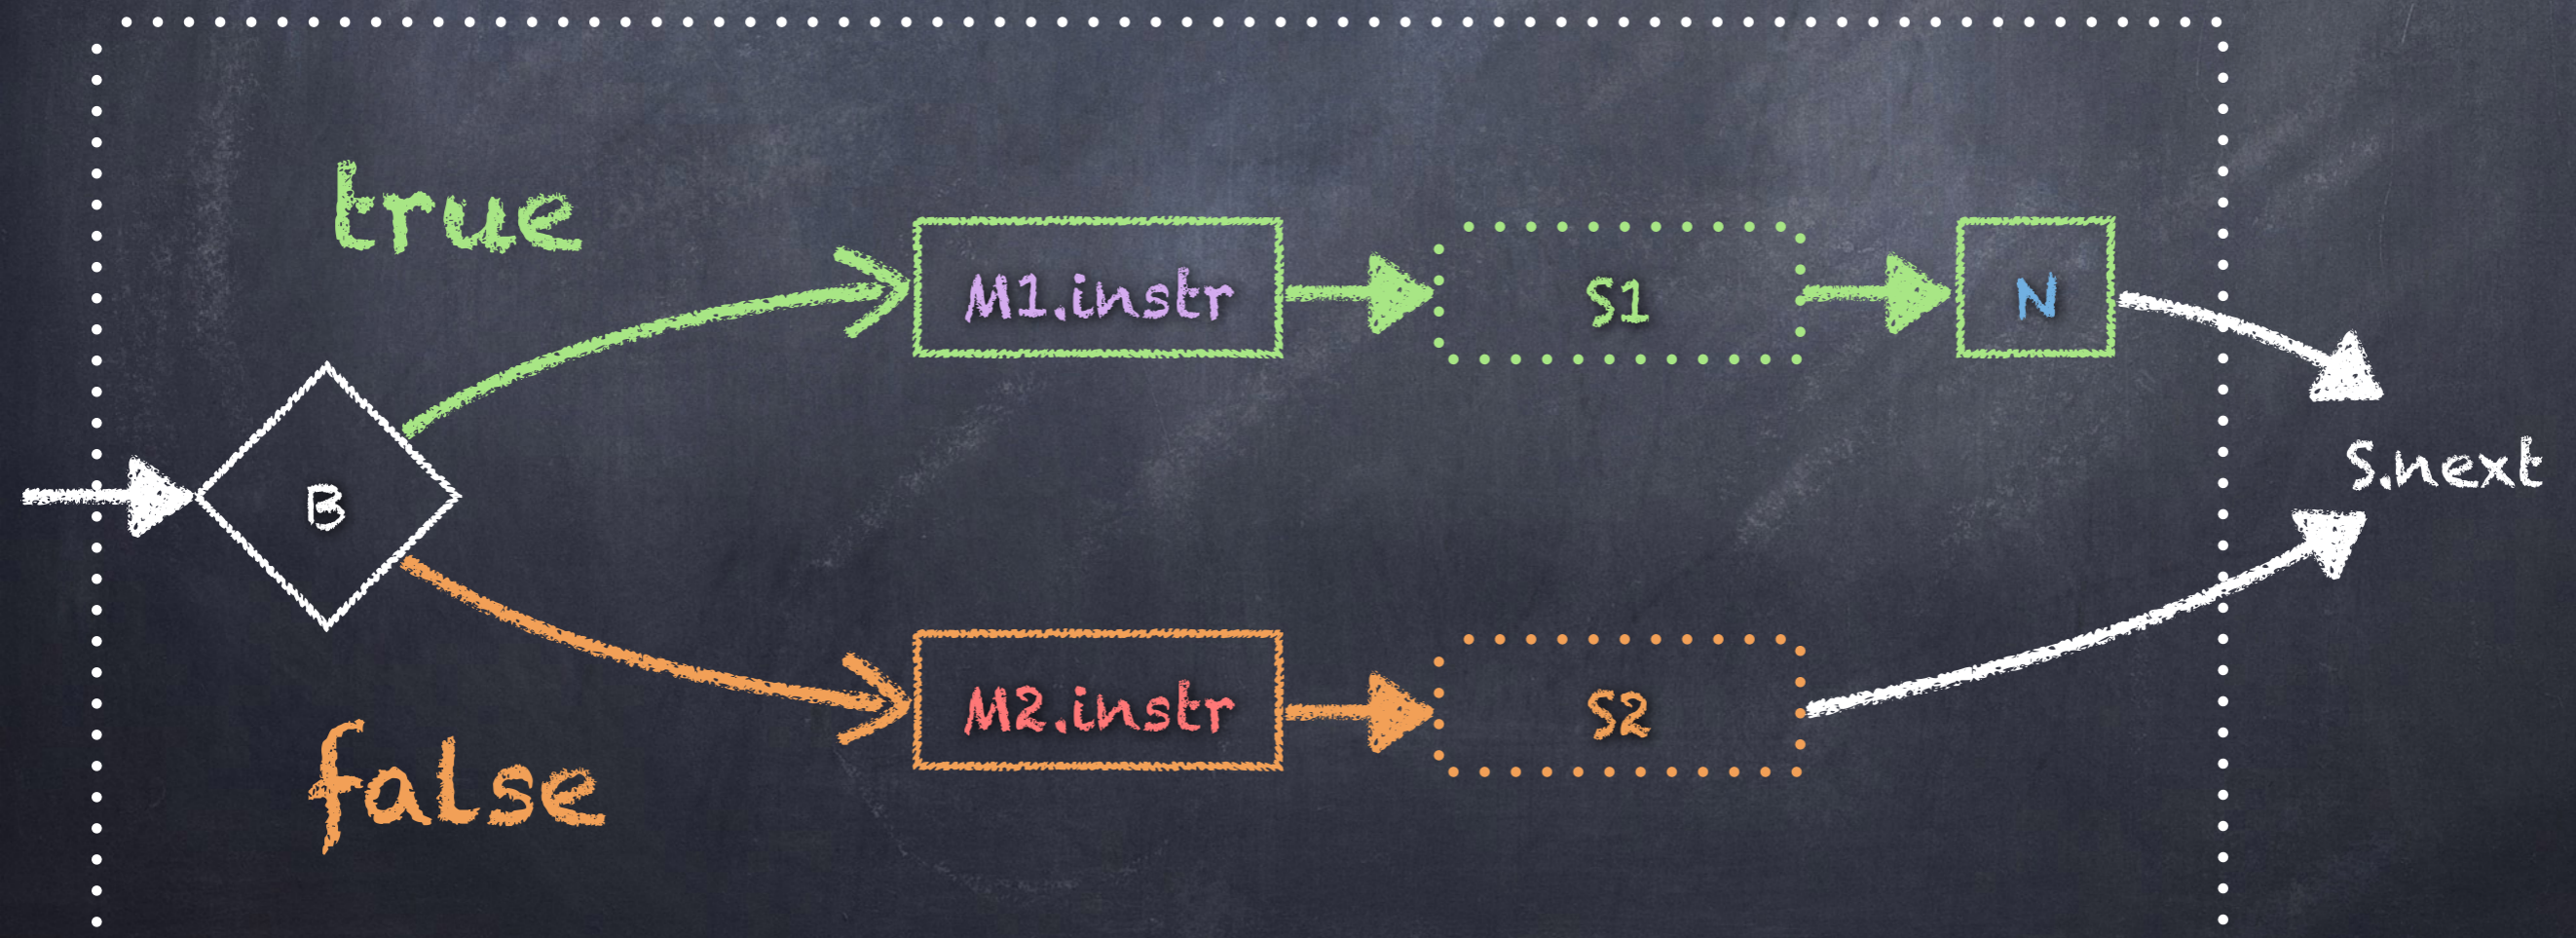 true
M1.instr
S1
N
S.next
B
M2.instr
S2
false